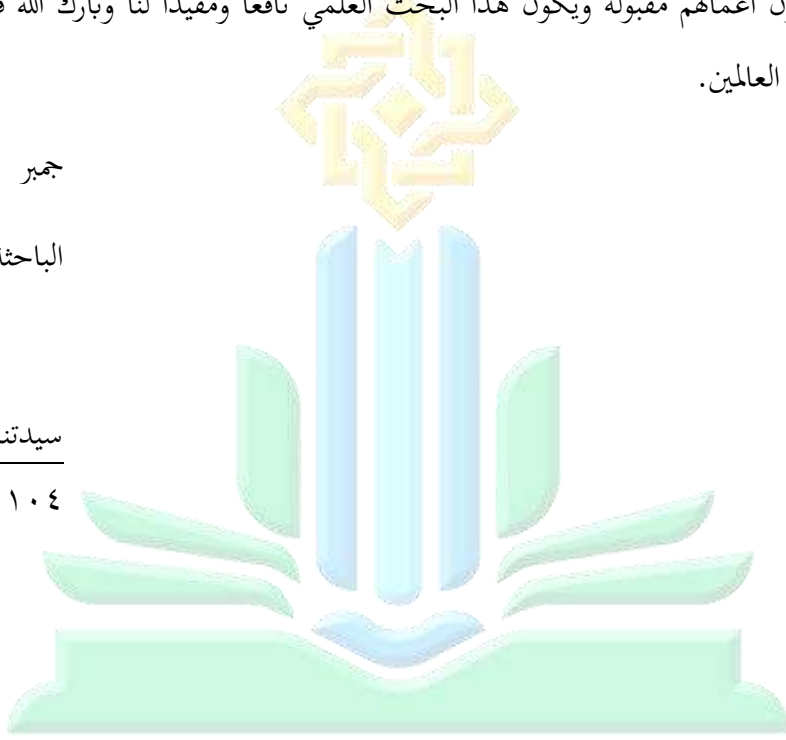 أعمالهم مقبولة ويكون هذا البحث العلمي نافعا ومفيدا لنا وبارك الله
العالمين.
جمبر
الباحثة
سيدتنا
١٠٤